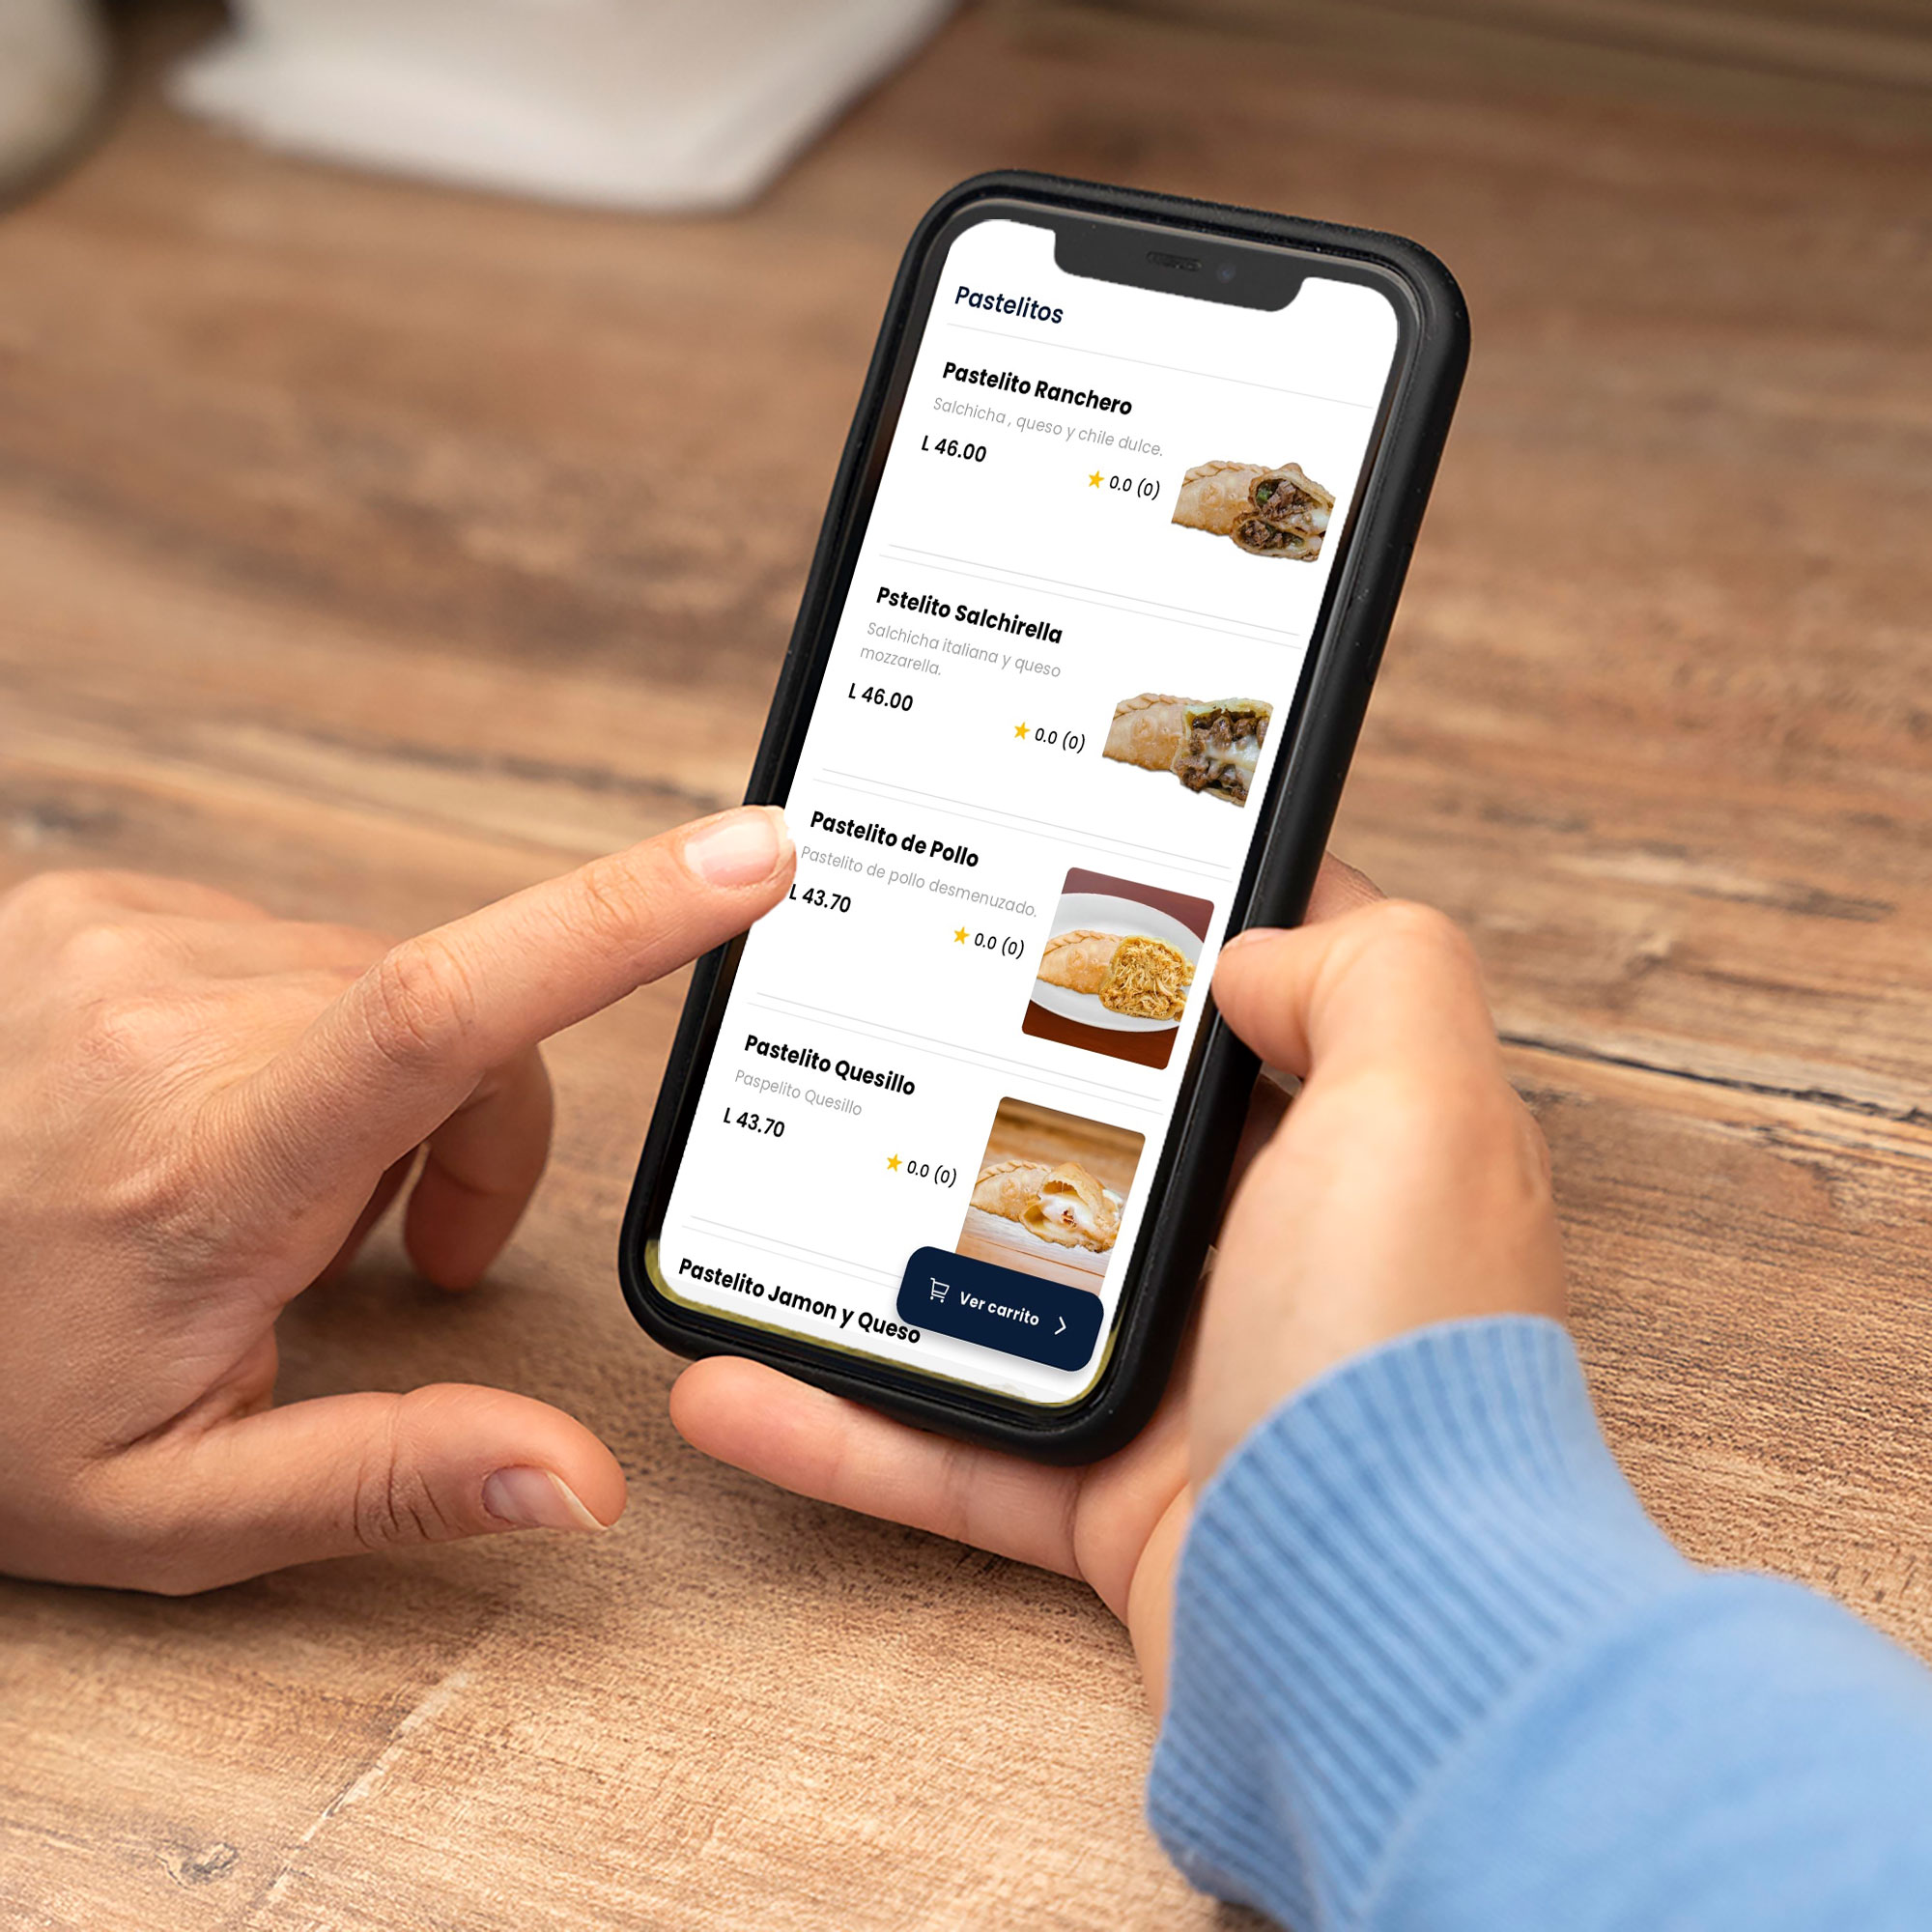 Pastelitos
Pastelito Ranchero
Salchicha , queso y chile dulce.
L 46.00
0.0 (0)
Pstelito Salchirella
Salchicha italiana y queso
mozzarella.
L 46.00
0.0 (0)
Pastelito de Pollo
Pastelito de pollo desmenuzado.
L 43.70
0.0 (0)
Pastelito Quesillo
Paspelito Quesillo
L 43.70
0.0 (0)
Pastelito Jamon y Queso
Ver carrito